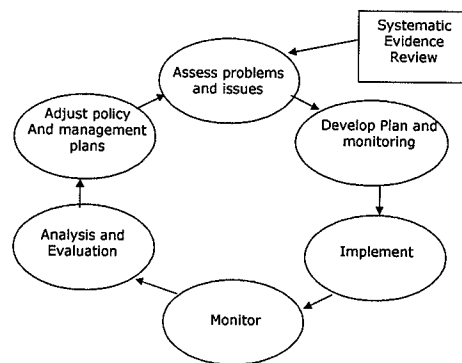 Systematic
Evidence
Review
Assess problems
and issues
Develop Plan and
monitoring
Implement
Monitor
Analysis and
Evaluation
Adjust policy
And management
plans